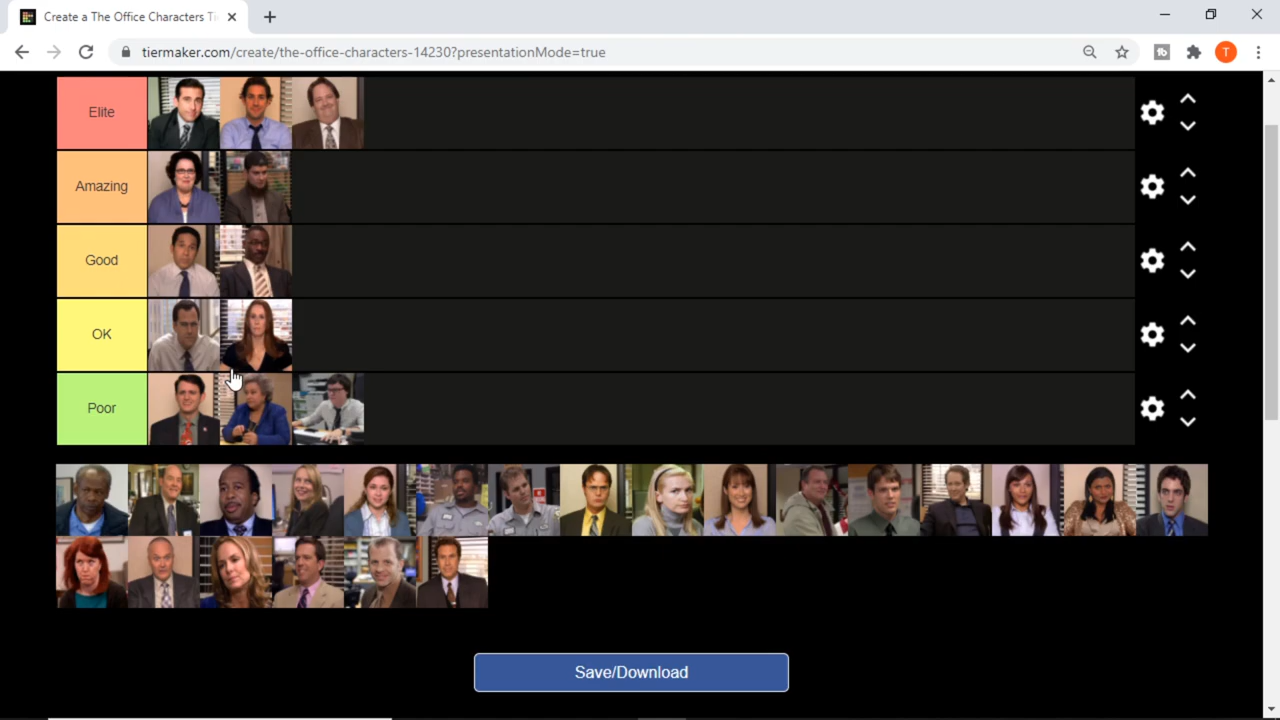 Create a The Office Characters Ti
tiermaker.com/create/the-office-characters-14230?presentationMode=true
T
Elite
Amazing
Good
OK
Poor
Save/Download